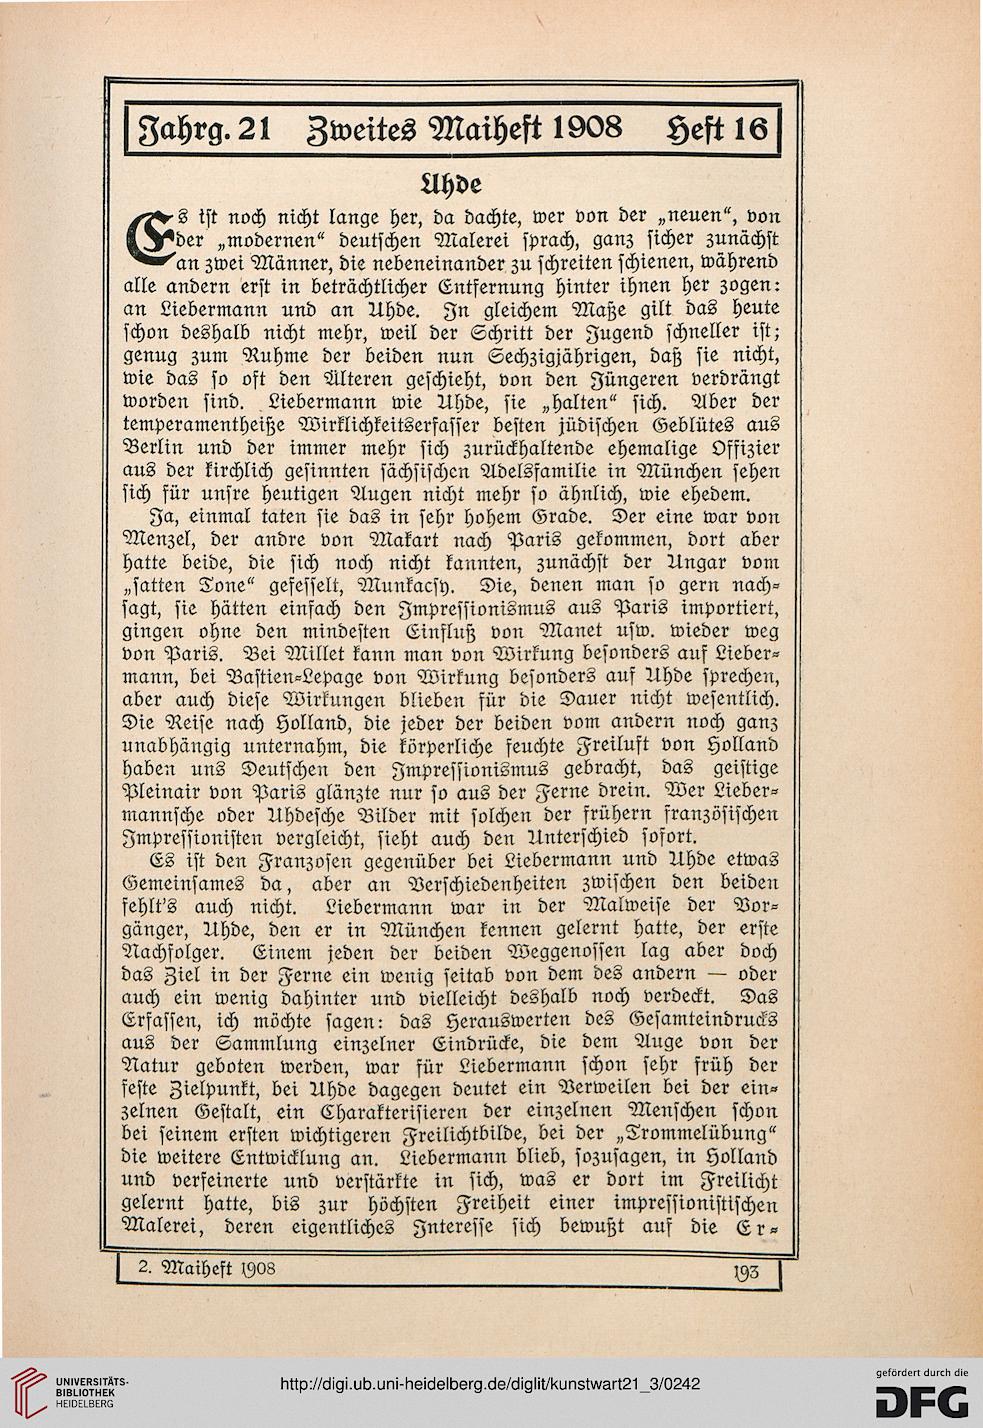 Jahrg. 21 Zweites Maiheft 1908 Heft 16
Uhde
Es ist noch nicht lange her, da dachte, wer von der „neuen“, von
der „modernen“ deutschen Malerei sprach, ganz sicher zunächst
an zwei Männer, die nebeneinander zu schreiten schienen, während
alle andern erst in beträchtlicher Entfernung hinter ihnen her zogen:
an Liebermann und an Uhde. In gleichem Maße gilt das heute
schon deshalb nicht mehr, weil der Schritt der Jugend schneller ist;
genug zum Ruhme der beiden nun Sechzigjährigen, daß sie nicht,
wie das so oft den Älteren geschieht, von den Jüngeren verdrängt
worden sind. Liebermann wie Uhde, sie „halten“ sich. Aber der
temperamentheiße Wirklichkeitserfasser besten jüdischen Geblütes aus
Berlin und der immer mehr sich zurückhaltende ehemalige Offizier
aus der kirchlich gesinnten sächsischen Adelsfamilie in München sehen
sich für unsre heutigen Augen nicht mehr so ähnlich, wie ehedem.
Ja, einmal taten sie das in sehr hohem Grade. Der eine war von
Menzel, der andre von Makart nach Paris gekommen, dort aber
hatte beide, die sich noch nicht kannten, zunächst der Ungar vom
„satten Tone“ gefesselt, Munkacsy. Die, denen man so gern nach-
sagt, sie hätten einfach den Impressionismus aus Paris importiert,
gingen ohne den mindesten Einfluß von Manet usw. wieder weg
von Paris. Bei Millet kann man von Wirkung besonders auf Lieber-
mann, bei Bastien-Lepage von Wirkung besonders auf Uhde sprechen,
aber auch diese Wirkungen blieben für die Dauer nicht wesentlich.
Die Reise nach Holland, die jeder der beiden vom andern noch ganz
unabhängig unternahm, die körperliche feuchte Freiluft von Holland
haben uns Deutschen den Impressionismus gebracht, das geistige
Pleinair von Paris glänzte nur so aus der Ferne drein. Wer Lieber-
mannsche oder Uhdesche Bilder mit solchen der frühern französischen
Impressionisten vergleicht, sieht auch den Unterschied sofort.
Es ist den Franzosen gegenüber bei Liebermann und Uhde etwas
Gemeinsames da, aber an Verschiedenheiten zwischen den beiden
fehlt's auch nicht. Liebermann war in der Malweise der Vor-
gänger, Uhde, den er in München kennen gelernt hatte, der erste
Nachfolger. Einem jeden der beiden Weggenossen lag aber doch
das Ziel in der Ferne ein wenig seitab von dem des andern — oder
auch ein wenig dahinter und vielleicht deshalb noch verdeckt. Das
Erfassen, ich möchte sagen: das Herauswerten des Gesamteindrucks
aus der Sammlung einzelner Eindrücke, die dem Auge von der
Natur geboten werden, war für Liebermann schon sehr früh der
feste Zielpunkt, bei Uhde dagegen deutet ein Verweilen bei der ein-
zelnen Gestalt, ein Charakterisieren der einzelnen Menschen schon
bei seinem ersten wichtigeren Freilichtbilde, bei der „Trommelübung“
die weitere Entwicklung an. Liebermann blieb, sozusagen, in Holland
und verfeinerte und verstärkte in sich, was er dort im Freilicht
gelernt hatte, bis zur höchsten Freiheit einer impressionistischen
Malerei, deren eigentliches Interesse sich bewußt auf die Er-
2. Maiheft 1908 193
UNIVERSITÄTS-
BIBLIOTHEK
HEIDELBERG
http://digi.ub.uni-heidelberg.de/diglit/kunstwart21_3/0242
gefördert durch die
DFG